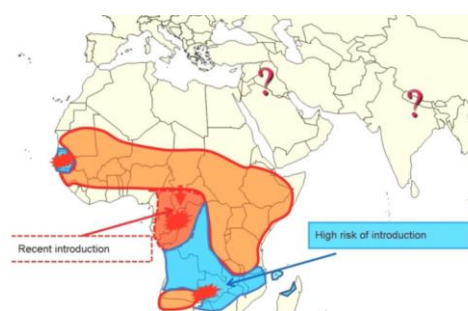 ?
?
High risk of introduction
Recent introduction